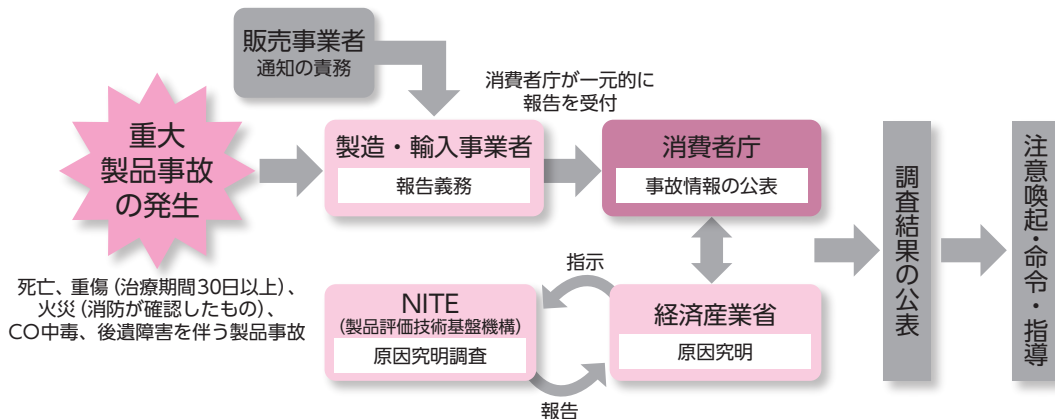 販売事業者
通知の責務
消費者庁が一元的に
報告を受付
重大
製品事故
の発生
製造・輸入事業者
報告義務
消費者庁
事故情報の公表
死亡、重傷（治療期間30日以上）、
火災（消防が確認したもの）、
CO中毒、後遺障害を伴う製品事故
指示
NITE
（製品評価技術基盤機構）
原因究明調査
経済産業省
原因究明
報告
調査結果の公表
注意喚起・命令・指導